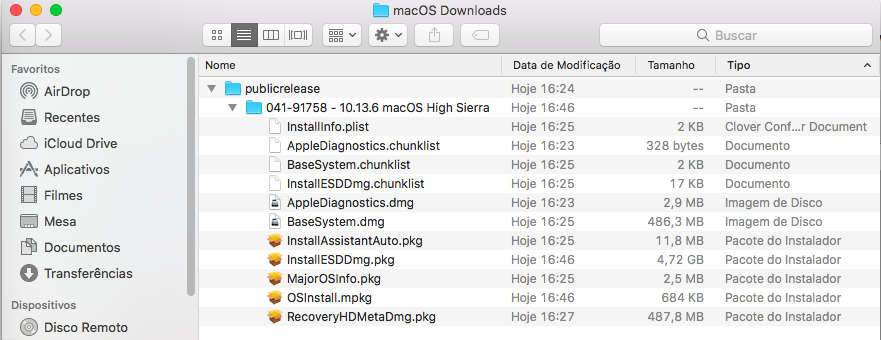 macOS Downloads
Buscar
Favoritos
AirDrop
Recentes
iCloud Drive
Aplicativos
Filmes
Mesa
Documentos
Transferências
Dispositivos
Disco Remoto
Nome Data de Modificação Tamanho Tipo
publicrelease Hoje 16:24 -- Pasta
041-91758 - 10.13.6 macOS High Sierra Hoje 16:46 -- Pasta
InstallInfo.plist Hoje 16:25 2 KB Clover Conf...r Document
AppleDiagnostics.chunklist Hoje 16:23 328 bytes Documento
BaseSystem.chunklist Hoje 16:25 2 KB Documento
InstallESDDmg.chunklist Hoje 16:25 17 KB Documento
AppleDiagnostics.dmg Hoje 16:23 2,9 MB Imagem de Disco
BaseSystem.dmg Hoje 16:25 486,3 MB Imagem de Disco
InstallAssistantAuto.pkg Hoje 16:25 11,8 MB Pacote do Instalador
InstallESDDmg.pkg Hoje 16:46 4,72 GB Pacote do Instalador
MajorOSInfo.pkg Hoje 16:25 2,5 MB Pacote do Instalador
OSInstall.mpkg Hoje 16:46 684 KB Pacote do Instalador
RecoveryHDMetaDmg.pkg Hoje 16:27 487,8 MB Pacote do Instalador